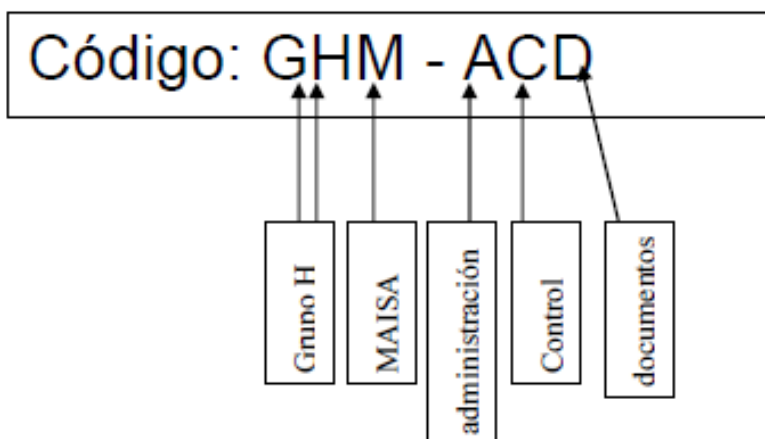 Código: GHM - ACD
Grupo H
MAISA
administración
Control
documentos